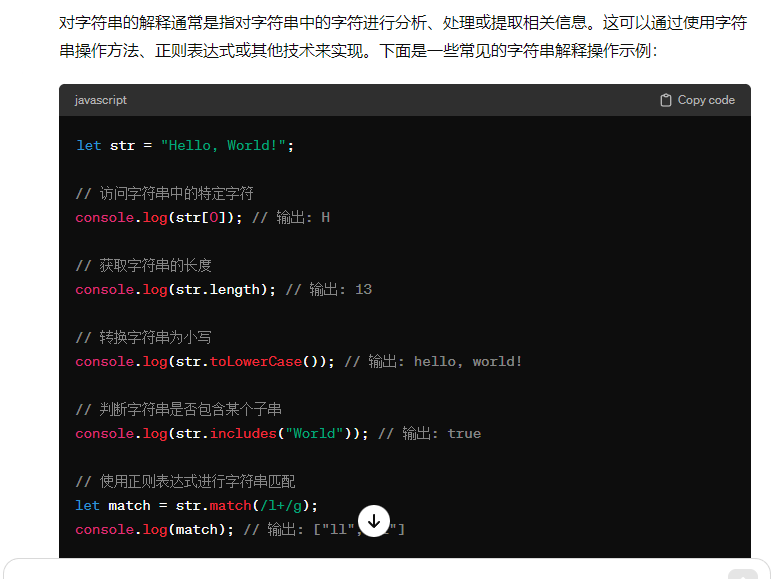 对字符串的解释通常是指对字符串中的字符进行分析、处理或提取相关信息。这可以通过使用字符
串操作方法、正则表达式或其他技术来实现。下面是一些常见的字符串解释操作示例：
javascript
Copy code
let str = "Hello, World!";
// 访问字符串中的特定字符
console.log(str[0]); // 输出: H
// 获取字符串的长度
console.log(str.length); // 输出: 13
// 转换字符串为小写
console.log(str.toLowerCase()); // 输出: hello, world!
// 判断字符串是否包含某个子串
console.log(str.includes("World")); // 输出: true
// 使用正则表达式进行字符串匹配
let match = str.match(/l+/g);
console.log(match); // 输出: ["ll", "]